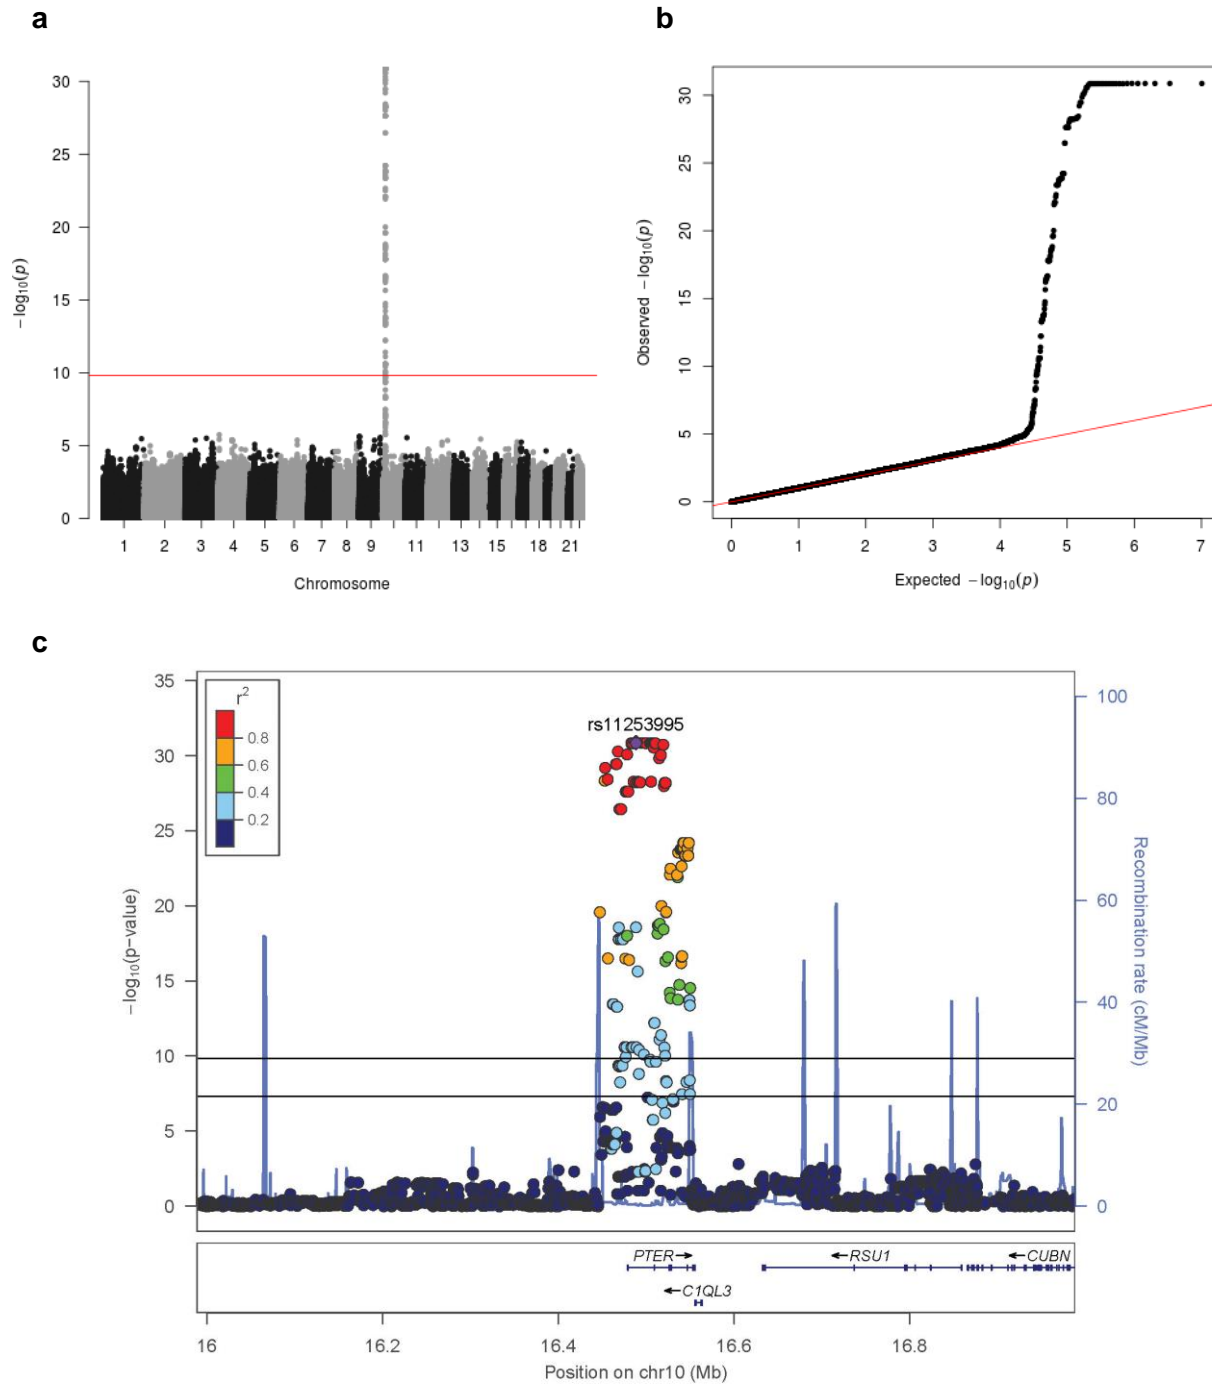 a
b
30
25
20
15
10
5
0
−log10(p)
1 2 3 4 5 6 7 8 9 11 13 15 18 21
Chromosome
30
25
20
15
10
5
0
Observed −log10(p)
0 1 2 3 4 5 6 7
Expected −log10(p)
c
35
30
25
20
15
10
5
0
−log10(p−value)
r2
0.8
0.6
0.4
0.2
rs11253995
100
80
60
40
20
0
Recombination rate (cM/Mb)
PTER RSU1 CUBN
C1QL3
16 16.2 16.4 16.6 16.8
Position on chr10 (Mb)